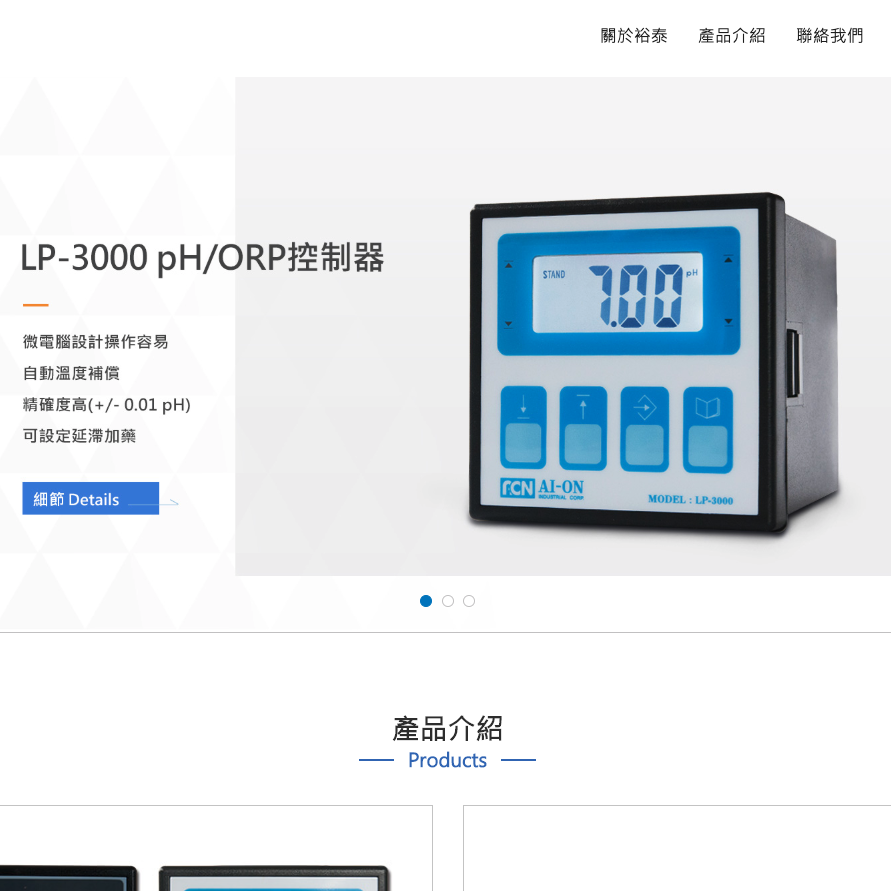 關於裕泰 產品介紹 聯絡我們
LP-3000 pH/ORP控制器
微電腦設計操作容易
自動溫度補償
精確度高(+/- 0.01 pH)
可設定延滯加藥
細節 Details
STAND 7.00 pH
FCN AI-ON
INDUSTRIAL CORP
MODEL : LP-3000
產品介紹
Products